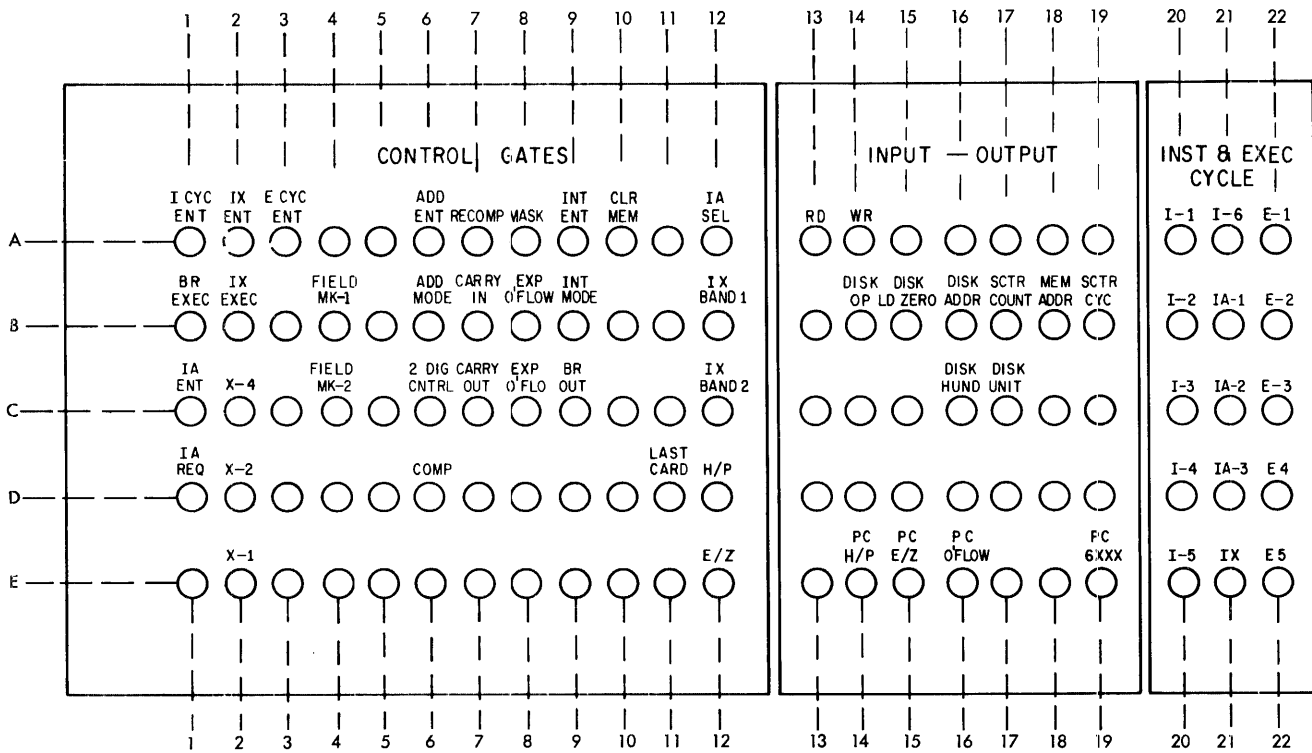 1 2 3 4 5 6 7 8 9 10 11 12 13 14 15 16 17 18 19 20 21 22
CONTROL GATES INPUT — OUTPUT INST & EXEC
CYCLE
I CYC IX E CYC ADD INT CLR IA
ENT ENT ENT ENT RECOMP MASK ENT MEM SEL RD WR I-1 I-6 E-1
A
BR IX FIELD ADD CARRY EXP INT IX DISK DISK DISK SCTR MEM SCTR
EXEC EXEC MK-1 MODE IN O'FLOW MODE BAND 1 OP LD ZERO ADDR COUNT ADDR CYC I-2 IA-1 E-2
B
IA FIELD 2 DIG CARRY EXP BR IX DISK DISK
ENT X-4 MK-2 CNTRL OUT O'FLO OUT BAND 2 HUND UNIT I-3 IA-2 E-3
C
IA LAST
REQ X-2 COMP CARD H/P I-4 IA-3 E4
D
PC PC PC PC
X-1 E/Z H/P E/Z O'FLOW 6XXX I-5 IX E5
E
1 2 3 4 5 6 7 8 9 10 11 12 13 14 15 16 17 18 19 20 21 22